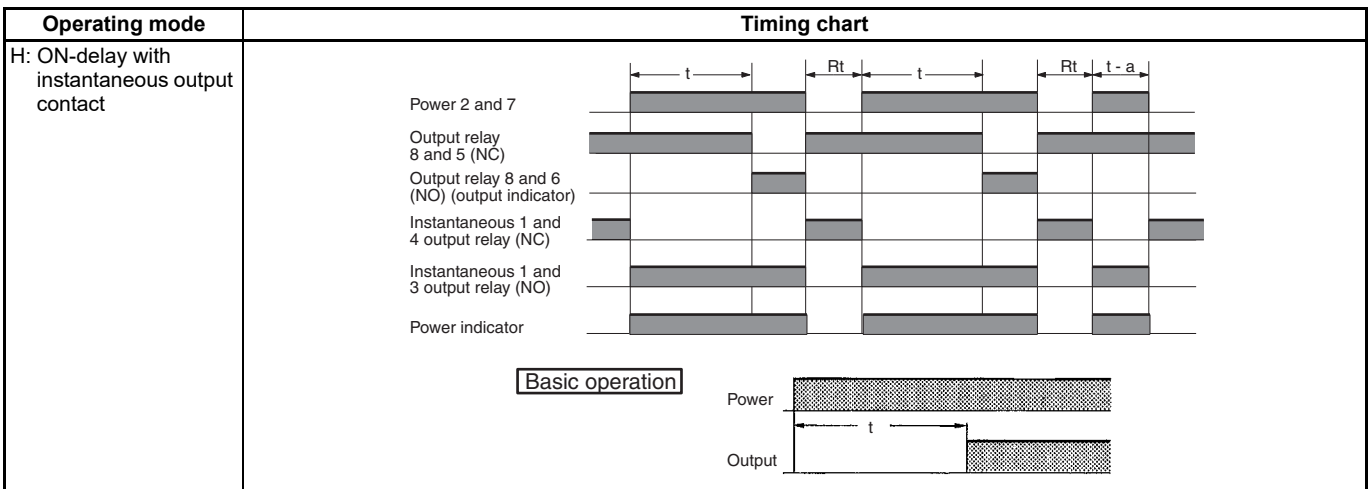 Operating mode
Timing chart
H: ON-delay with
instantaneous output
contact
t
Rt
t
Rt
t - a
Power 2 and 7
Output relay
8 and 5 (NC)
Output relay 8 and 6
(NO) (output indicator)
Instantaneous 1 and
4 output relay (NC)
Instantaneous 1 and
3 output relay (NO)
Power indicator
Basic operation
Power
t
Output